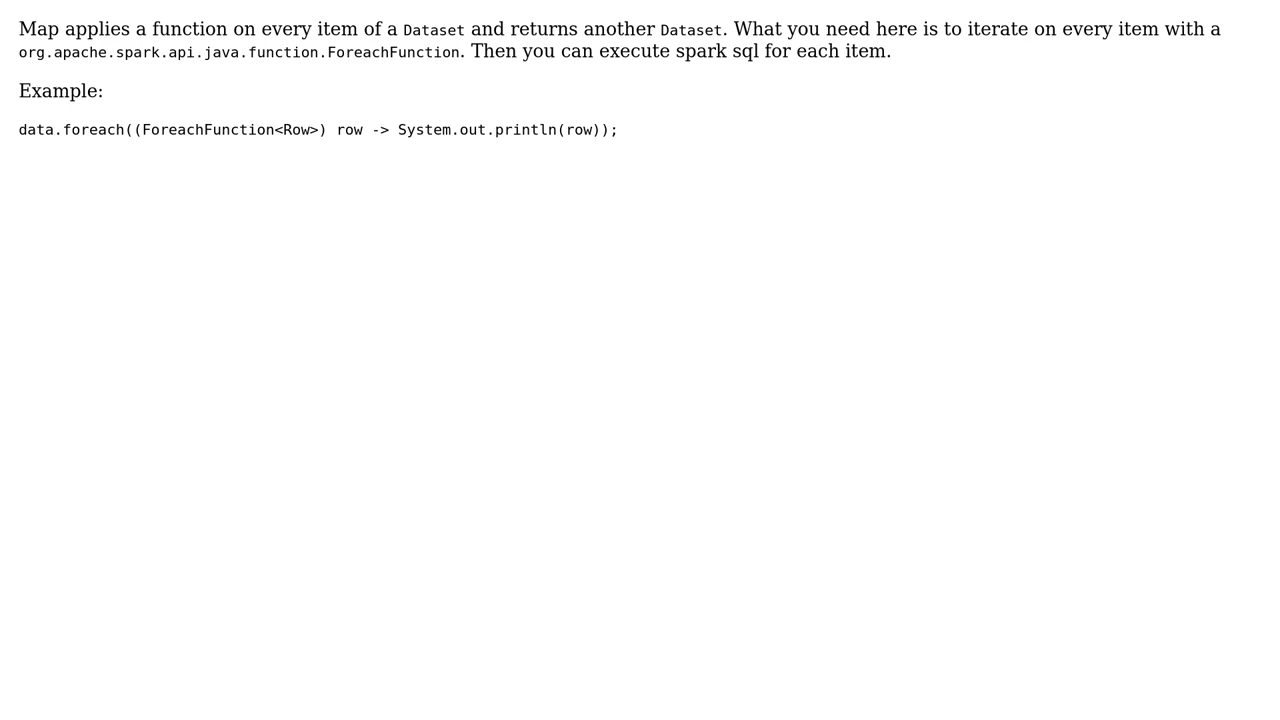 Map applies a function on every item of a Dataset and returns another Dataset. What you need here is to iterate on every item with a
org.apache.spark.api.java.function.ForeachFunction. Then you can execute spark sql for each item.
Example:
data.foreach((ForeachFunction<Row>) row -> System.out.println(row));